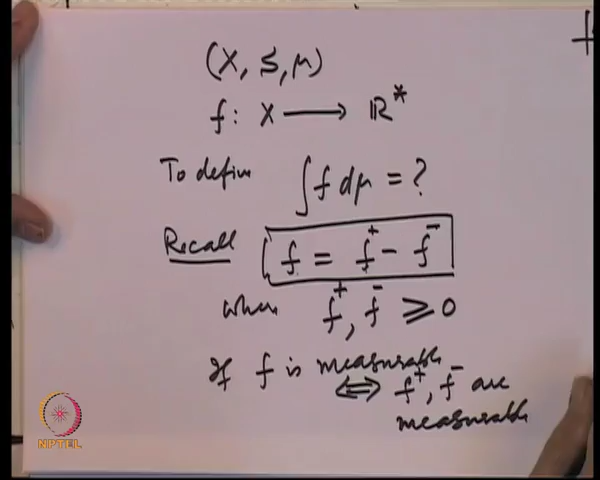 (X, S, μ)
f: X ⟶ ℝ*
To define ∫ f dμ = ?
Recall f = f⁺ - f⁻
when f⁺, f⁻ ⩾ 0
If f is measurable
⟺ f⁺, f⁻ are
measurable
NPTEL